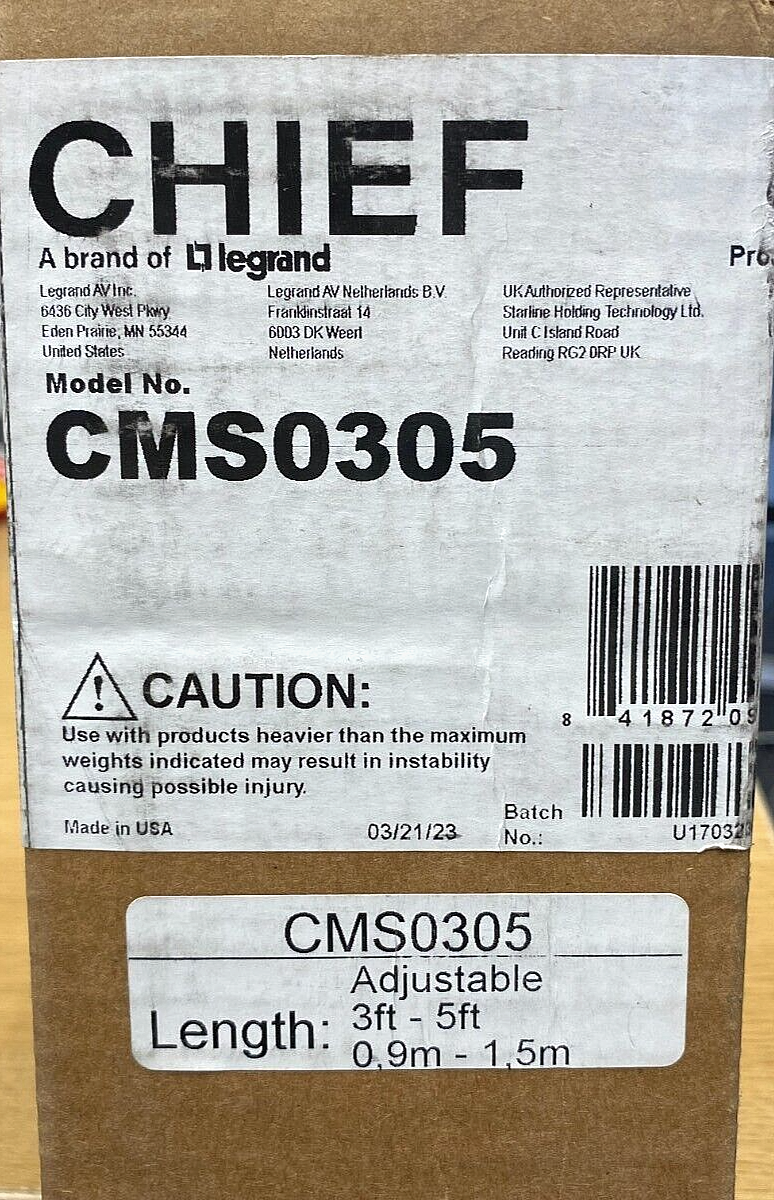 CHIEF
A brand of legrand
Legrand AV Inc.
6436 City West Pkwy
Eden Prairie, MN 55344
United States
Legrand AV Netherlands B.V.
Franklinstraat 14
6003 DK Weert
Netherlands
UK Authorized Representative
Starline Holding Technology Ltd.
Unit C Island Road
Reading RG2 0RP UK
Model No.
CMS0305
CAUTION:
Use with products heavier than the maximum
weights indicated may result in instability
causing possible injury.
Made in USA
03/21/23
8 41872 09
Batch
No.:
U1703
CMS0305
Length:
Adjustable
3ft - 5ft
0,9m - 1,5m